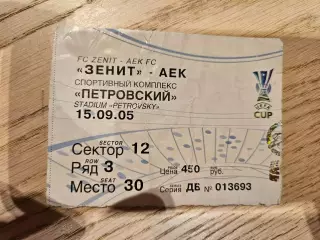 FC ZENIT - AEK FC
«ЗЕНИТ» - АЕК
СПОРТИВНЫЙ КОМПЛЕКС
«ПЕТРОВСКИЙ»
STADIUM «PETROVSKY»
15.09.05
UEFA
CUP
SECTOR
Сектор 12
ROW
Ряд 3
PRICE
Цена 450 руб.
SEAT
Место 30
Серия ДБ № 013693